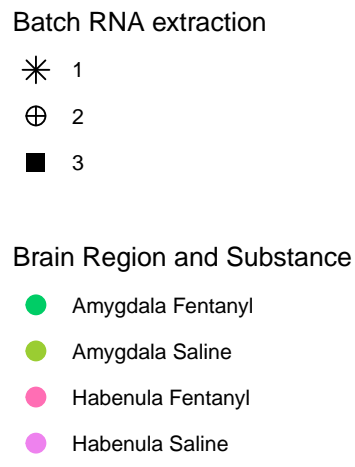 Batch RNA extraction
1
2
3
Brain Region and Substance
Amygdala Fentanyl
Amygdala Saline
Habenula Fentanyl
Habenula Saline